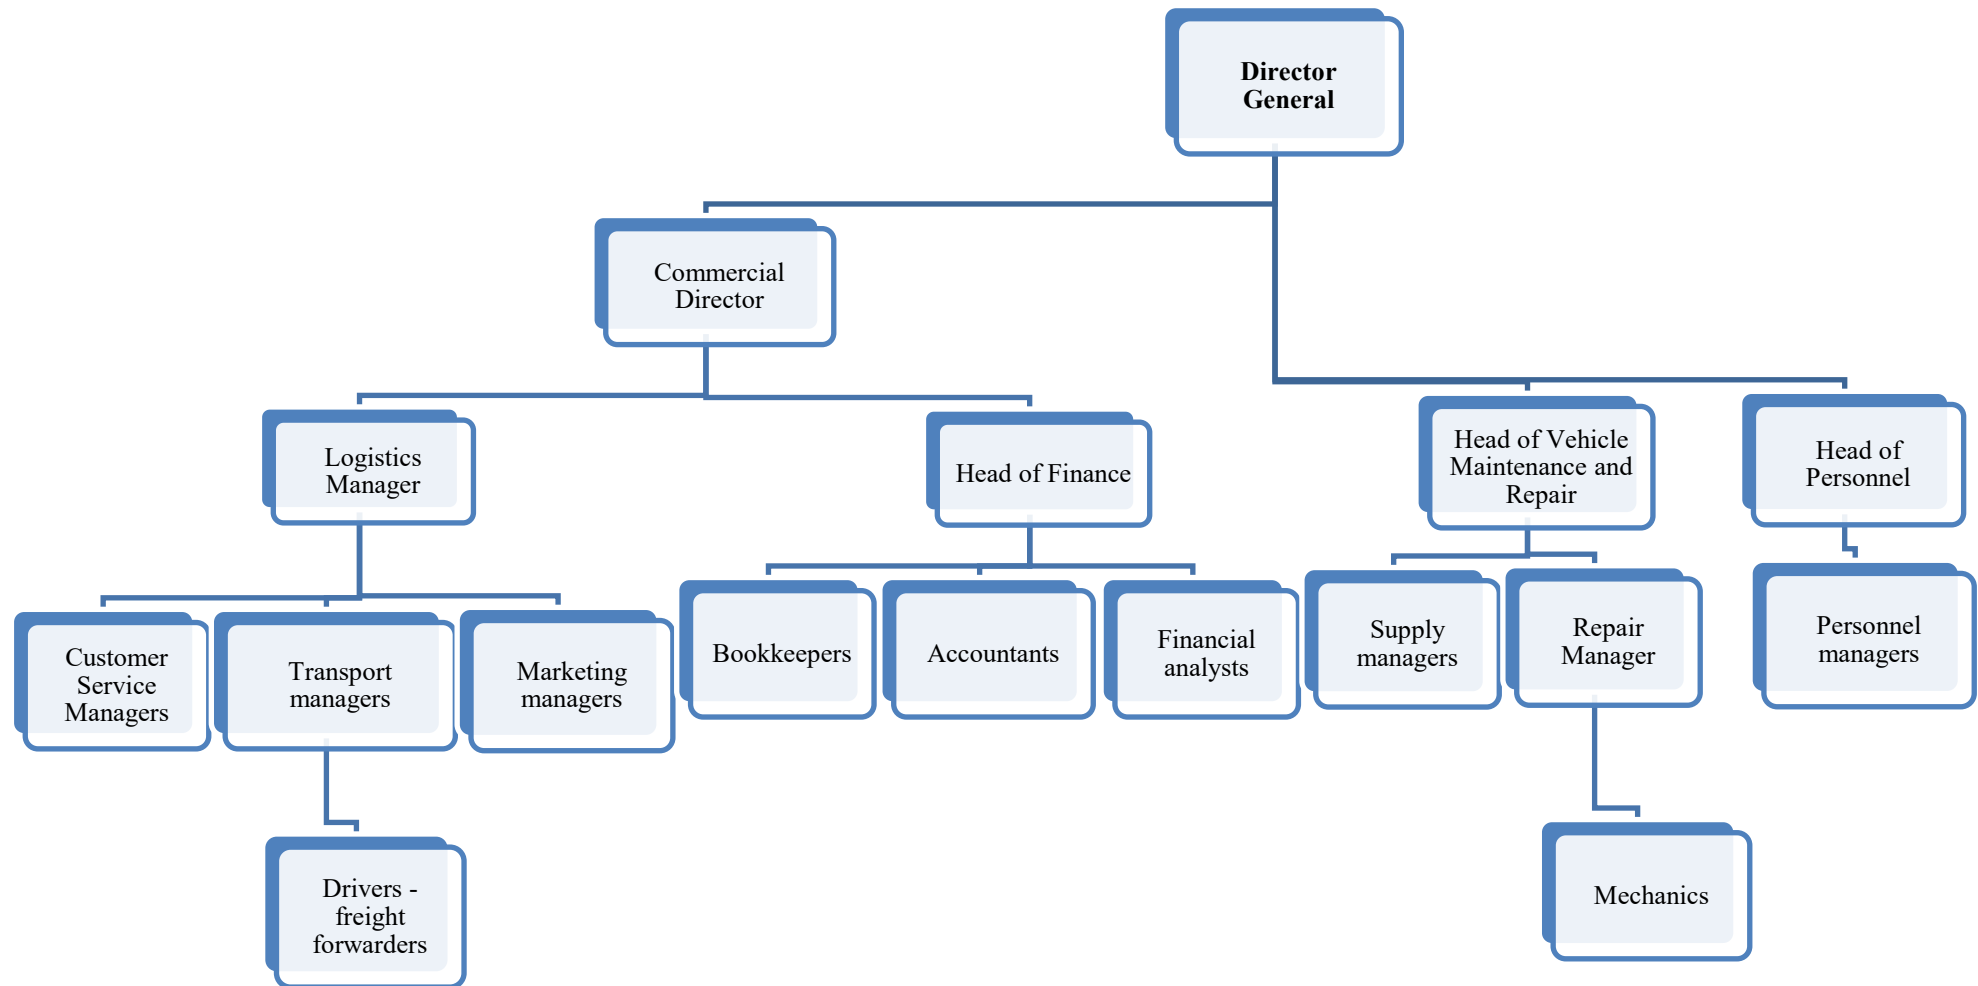 Director
General
Commercial
Director
Logistics
Manager
Head of Finance
Head of Vehicle
Maintenance and
Repair
Head of
Personnel
Customer
Service
Managers
Transport
managers
Marketing
managers
Bookkeepers
Accountants
Financial
analysts
Supply
managers
Repair
Manager
Personnel
managers
Drivers -
freight
forwarders
Mechanics